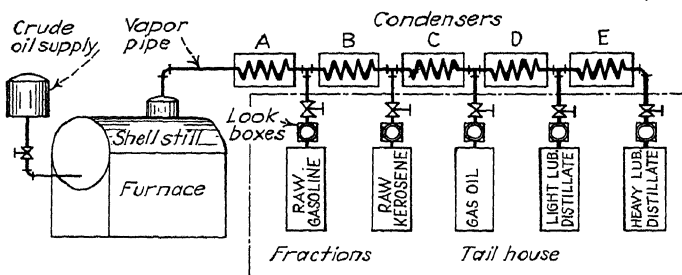 Crude
oil supply
Vapor
pipe
Condensers
A B C D E
Look
boxes
Shell still
Furnace
RAW
GASOLINE
RAW
KEROSENE
GAS OIL
LIGHT LUB.
DISTILLATE
HEAVY LUB.
DISTILLATE
Fractions
Tail house